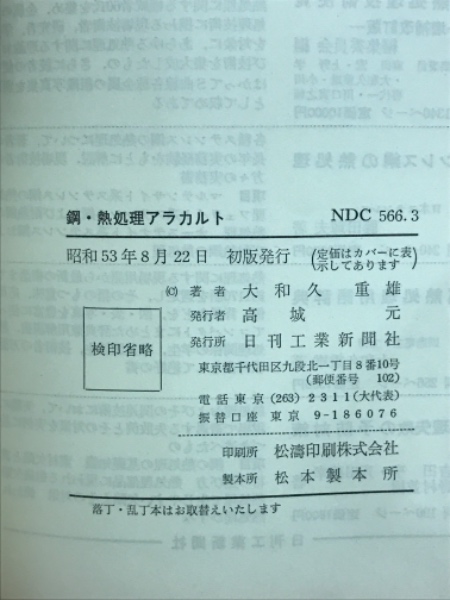 鋼・熱処理アラカルト NDC 566.3
昭和53年8月22日 初版発行 (定価はカバーに表示してあります)
(C) 著者 大和久 重雄
発行者 高城 元
検印省略
発行所 日刊工業新聞社
東京都千代田区九段北一丁目8番10号
(郵便番号 102)
電話東京(263) 2311(大代表)
振替口座 東京 9-186076
印刷所 松濤印刷株式会社
製本所 松本製本所
落丁・乱丁本はお取替えいたします